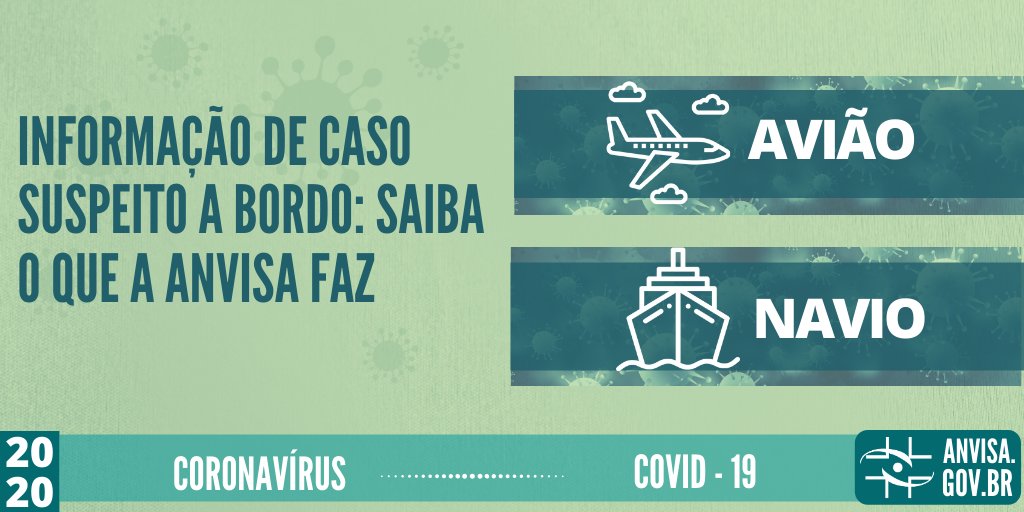 INFORMAÇÃO DE CASO
SUSPEITO A BORDO: SAIBA
O QUE A ANVISA FAZ
AVIÃO
NAVIO
20
20
CORONAVÍRUS
COVID - 19
ANVISA.
GOV.BR